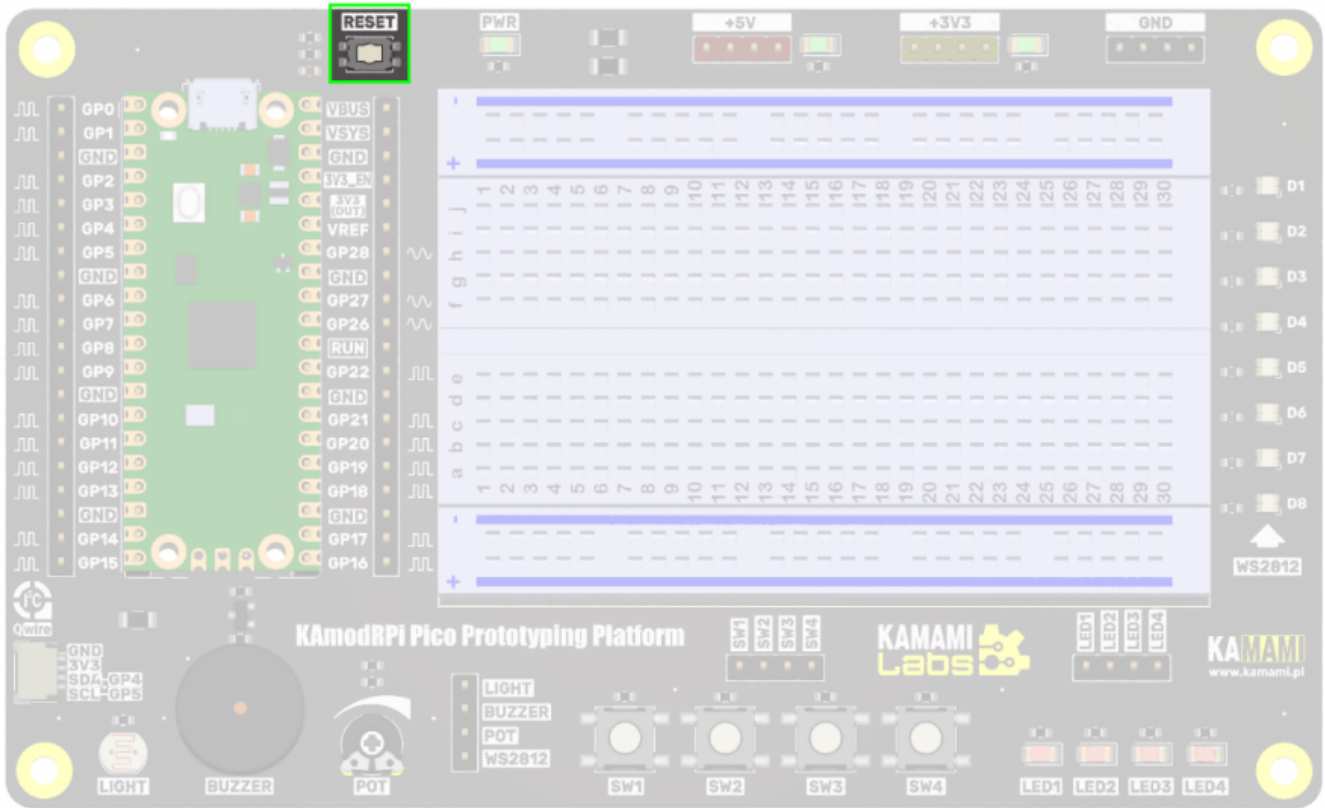 RESET
PWR
+5V
+3V3
GND
GP0
GP1
GND
GP2
GP3
GP4
GP5
GND
GP6
GP7
GP8
GP9
GND
GP10
GP11
GP12
GP13
GND
GP14
GP15
VBUS
VSYS
GND
3V3_EN
3V3
(OUT)
VREF
GP28
GND
GP27
GP26
RUN
GP22
GND
GP21
GP20
GP19
GP18
GND
GP17
GP16
-
+
1 2 3 4 5 6 7 8 9 10 11 12 13 14 15 16 17 18 19 20 21 22 23 24 25 26 27 28 29 30
j
i
h
g
f
e
d
c
b
a
1 2 3 4 5 6 7 8 9 10 11 12 13 14 15 16 17 18 19 20 21 22 23 24 25 26 27 28 29 30
-
+
D1
D2
D3
D4
D5
D6
D7
D8
WS2812
I²C
Qwire
GND
3V3
SDA-GP4
SCL-GP5
KAmodRPi Pico Prototyping Platform
SW1 SW2 SW3 SW4
KAMAMI
Labs
LED1 LED2 LED3 LED4
KAMAMI
www.kamami.pl
LIGHT
BUZZER
POT
WS2812
LIGHT
BUZZER
POT
SW1
SW2
SW3
SW4
LED1
LED2
LED3
LED4